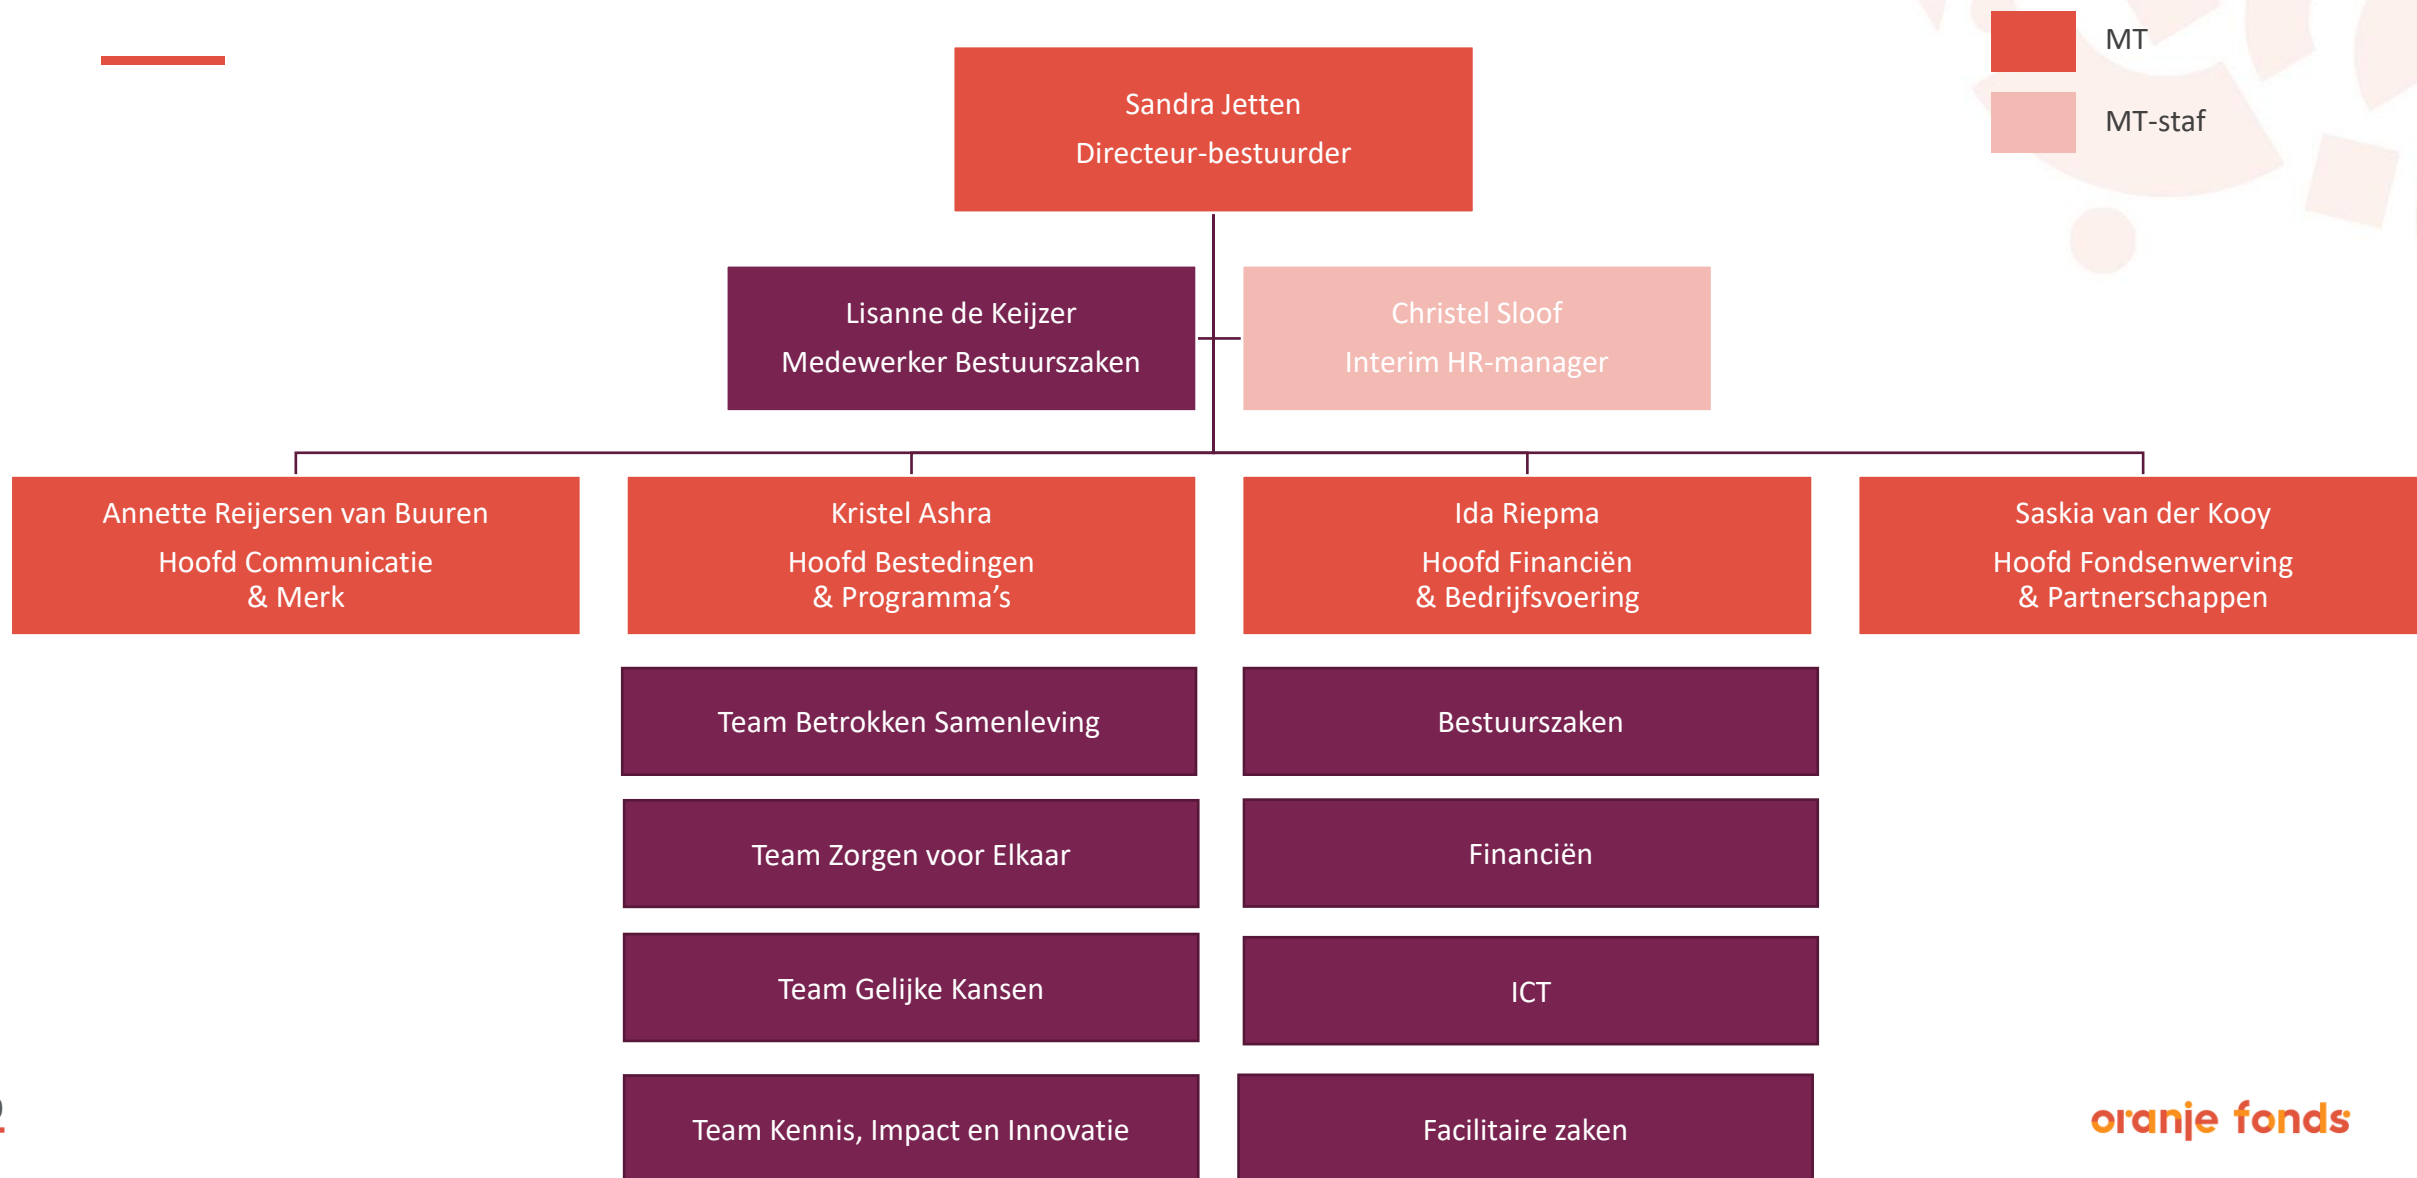 MT
MT-staf
Sandra Jetten
Directeur-bestuurder
Lisanne de Keijzer
Medewerker Bestuurszaken
Christel Sloof
Interim HR-manager
Annette Reijersen van Buuren
Hoofd Communicatie
& Merk
Kristel Ashra
Hoofd Bestedingen
& Programma’s
Ida Riepma
Hoofd Financiën
& Bedrijfsvoering
Saskia van der Kooy
Hoofd Fondsenwerving
& Partnerschappen
Team Betrokken Samenleving
Team Zorgen voor Elkaar
Team Gelijke Kansen
Team Kennis, Impact en Innovatie
Bestuurszaken
Financiën
ICT
Facilitaire zaken
oranje fonds